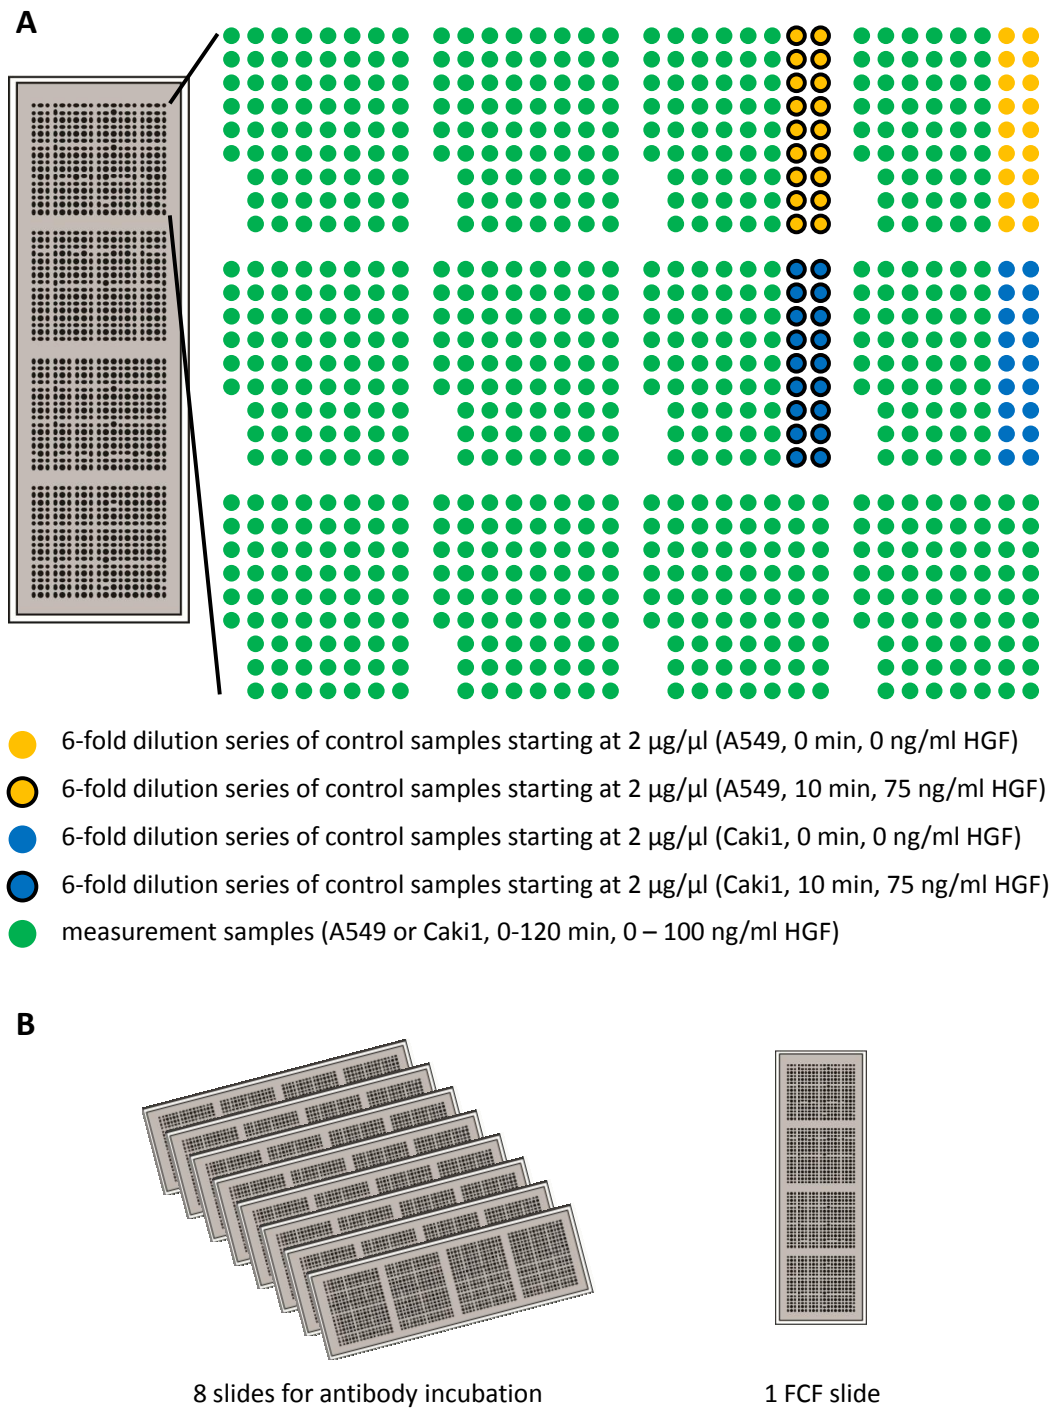 A
6-fold dilution series of control samples starting at 2 µg/µl (A549, 0 min, 0 ng/ml HGF)
6-fold dilution series of control samples starting at 2 µg/µl (A549, 10 min, 75 ng/ml HGF)
6-fold dilution series of control samples starting at 2 µg/µl (Caki1, 0 min, 0 ng/ml HGF)
6-fold dilution series of control samples starting at 2 µg/µl (Caki1, 10 min, 75 ng/ml HGF)
measurement samples (A549 or Caki1, 0-120 min, 0 – 100 ng/ml HGF)
B
8 slides for antibody incubation
1 FCF slide